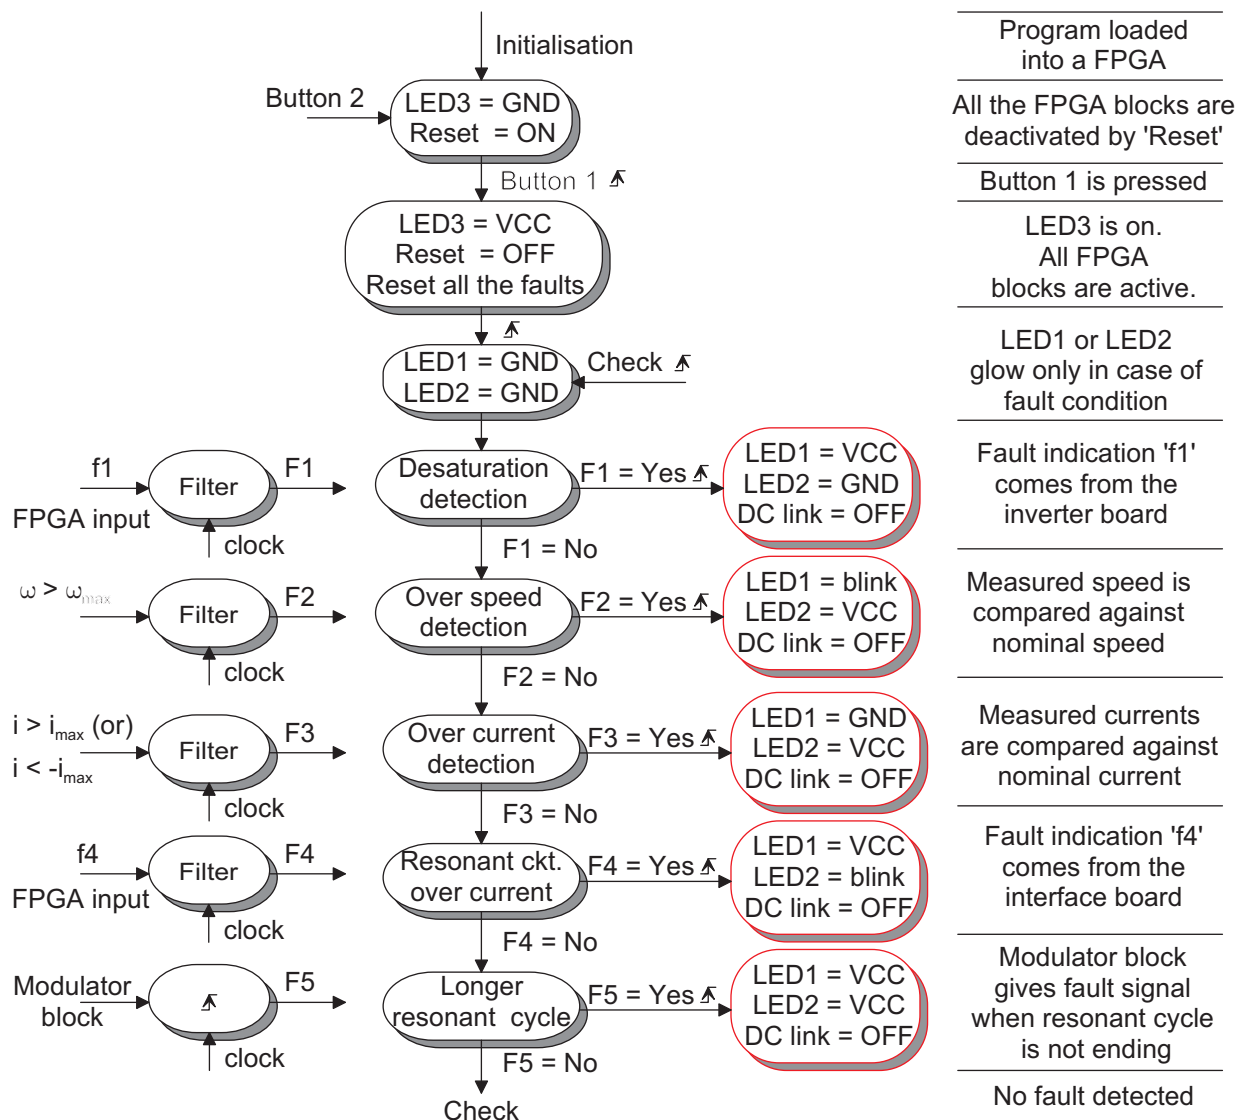 Initialisation
Program loaded
into a FPGA
Button 2
LED3 = GND
Reset = ON
All the FPGA blocks are
deactivated by 'Reset'
Button 1
Button 1 is pressed
LED3 = VCC
Reset = OFF
Reset all the faults
LED3 is on.
All FPGA
blocks are active.
LED1 = GND
LED2 = GND
Check
LED1 or LED2
glow only in case of
fault condition
f1
FPGA input
Filter
clock
F1
Desaturation
detection
F1 = Yes
F1 = No
LED1 = VCC
LED2 = GND
DC link = OFF
Fault indication 'f1'
comes from the
inverter board
ω > ωmax
Filter
clock
F2
Over speed
detection
F2 = Yes
F2 = No
LED1 = blink
LED2 = VCC
DC link = OFF
Measured speed is
compared against
nominal speed
i > imax (or)
i < -imax
Filter
clock
F3
Over current
detection
F3 = Yes
F3 = No
LED1 = GND
LED2 = VCC
DC link = OFF
Measured currents
are compared against
nominal current
f4
FPGA input
Filter
clock
F4
Resonant ckt.
over current
F4 = Yes
F4 = No
LED1 = VCC
LED2 = blink
DC link = OFF
Fault indication 'f4'
comes from the
interface board
Modulator
block
clock
F5
Longer
resonant cycle
F5 = Yes
F5 = No
LED1 = VCC
LED2 = VCC
DC link = OFF
Modulator block
gives fault signal
when resonant cycle
is not ending
Check
No fault detected